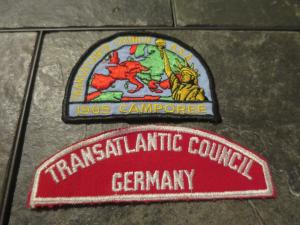 1985 CAMPOREE
TRANSATLANTIC COUNCIL
GERMANY